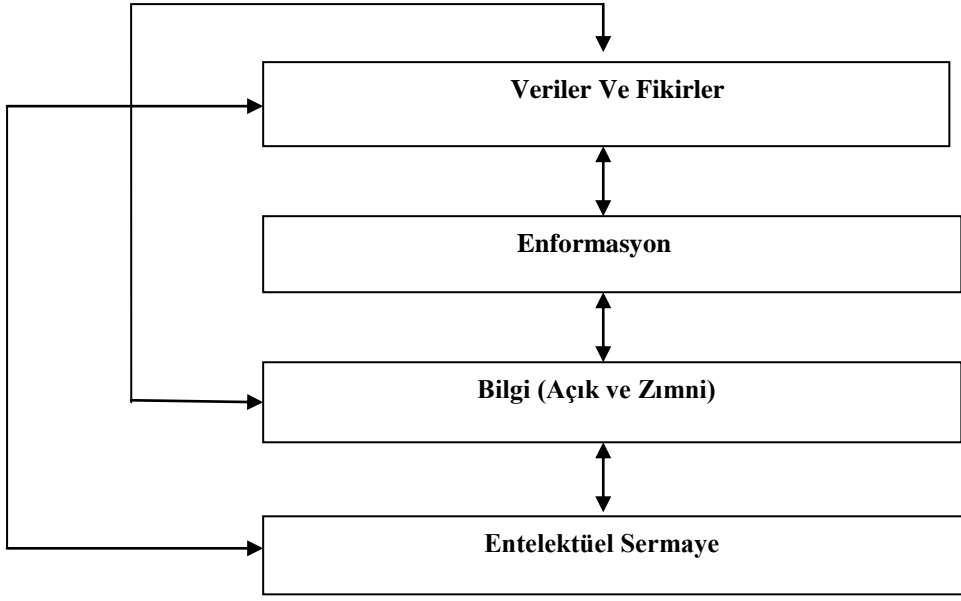 Veriler Ve Fikirler
Enformasyon
Bilgi (Açık ve Zımni)
Entelektüel Sermaye